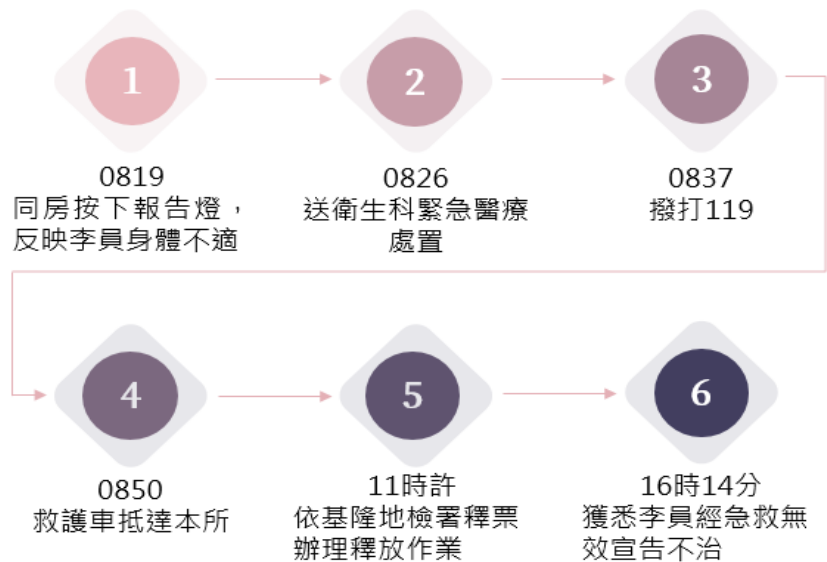 1
0819
同房按下報告燈，
反映李員身體不適
2
0826
送衛生科緊急醫療
處置
3
0837
撥打119
4
0850
救護車抵達本所
5
11時許
依基隆地檢署釋票
辦理釋放作業
6
16時14分
獲悉李員經急救無
效宣告不治